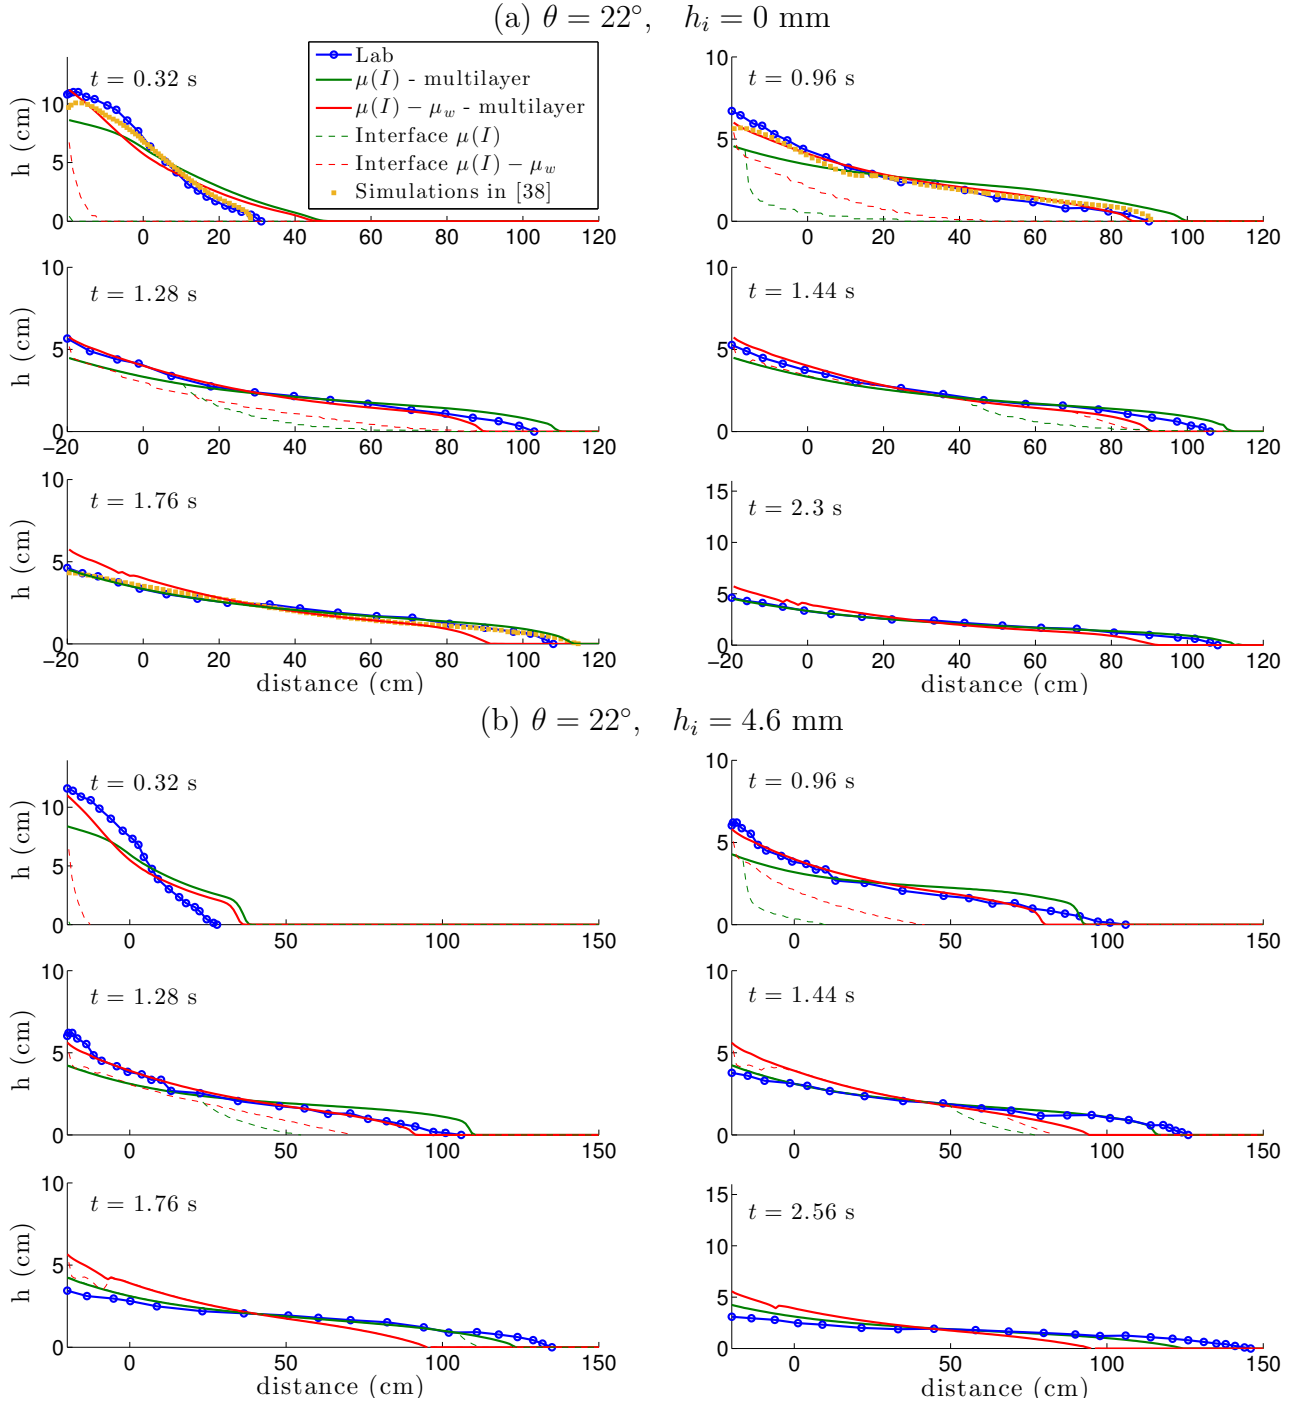 (a) θ = 22°, h_i = 0 mm
t = 0.32 s
Lab
μ(I) - multilayer
μ(I) − μ_w - multilayer
Interface μ(I)
Interface μ(I) − μ_w
Simulations in [38]
h (cm)
10
5
0
0 20 40 60 80 100 120
t = 0.96 s
10
5
0
0 20 40 60 80 100 120
t = 1.28 s
h (cm)
10
5
0
−20 0 20 40 60 80 100 120
t = 1.44 s
10
5
0
0 20 40 60 80 100 120
t = 1.76 s
h (cm)
10
5
0
−20 0 20 40 60 80 100 120
distance (cm)
t = 2.3 s
15
10
5
0
−20 0 20 40 60 80 100 120
distance (cm)
(b) θ = 22°, h_i = 4.6 mm
t = 0.32 s
h (cm)
10
5
0
0 50 100 150
t = 0.96 s
10
5
0
0 50 100 150
t = 1.28 s
h (cm)
10
5
0
0 50 100 150
t = 1.44 s
10
5
0
0 50 100 150
t = 1.76 s
h (cm)
10
5
0
0 50 100 150
distance (cm)
t = 2.56 s
15
10
5
0
0 50 100 150
distance (cm)